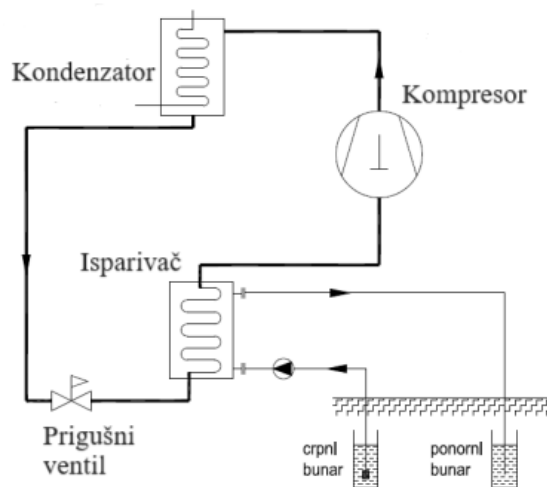 Kondenzator
Kompresor
Isparivač
Prigušni
ventil
crpni
bunar
ponorni
bunar